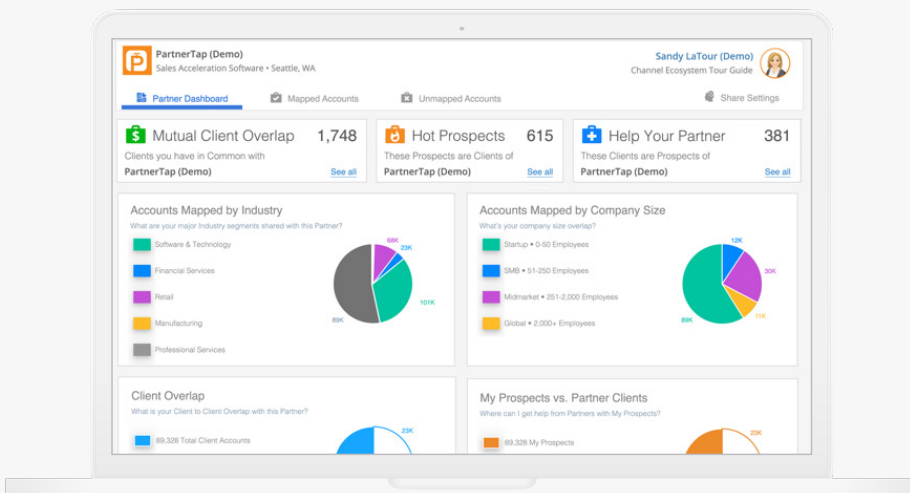 PartnerTap (Demo)
Sales Acceleration Software • Seattle, WA
Sandy LaTour (Demo)
Channel Ecosystem Tour Guide
Partner Dashboard
Mapped Accounts
Unmapped Accounts
Share Settings
Mutual Client Overlap 1,748
Clients you have in Common with
PartnerTap (Demo) See all
Hot Prospects 615
These Prospects are Clients of
PartnerTap (Demo) See all
Help Your Partner 381
These Clients are Prospects of
PartnerTap (Demo) See all
Accounts Mapped by Industry
What are your major Industry segments shared with this Partner?
Software & Technology
Financial Services
Retail
Manufacturing
Professional Services
68K
23K
101K
89K
Accounts Mapped by Company Size
What's your company size overlap?
Startup • 0-50 Employees
SMB • 51-250 Employees
Midmarket • 251-2,000 Employees
Global • 2,000+ Employees
12K
30K
11K
89K
Client Overlap
What is your Client to Client Overlap with this Partner?
89,328 Total Client Accounts
23K
My Prospects vs. Partner Clients
Where can I get help from Partners with My Prospects?
89,328 My Prospects
23K